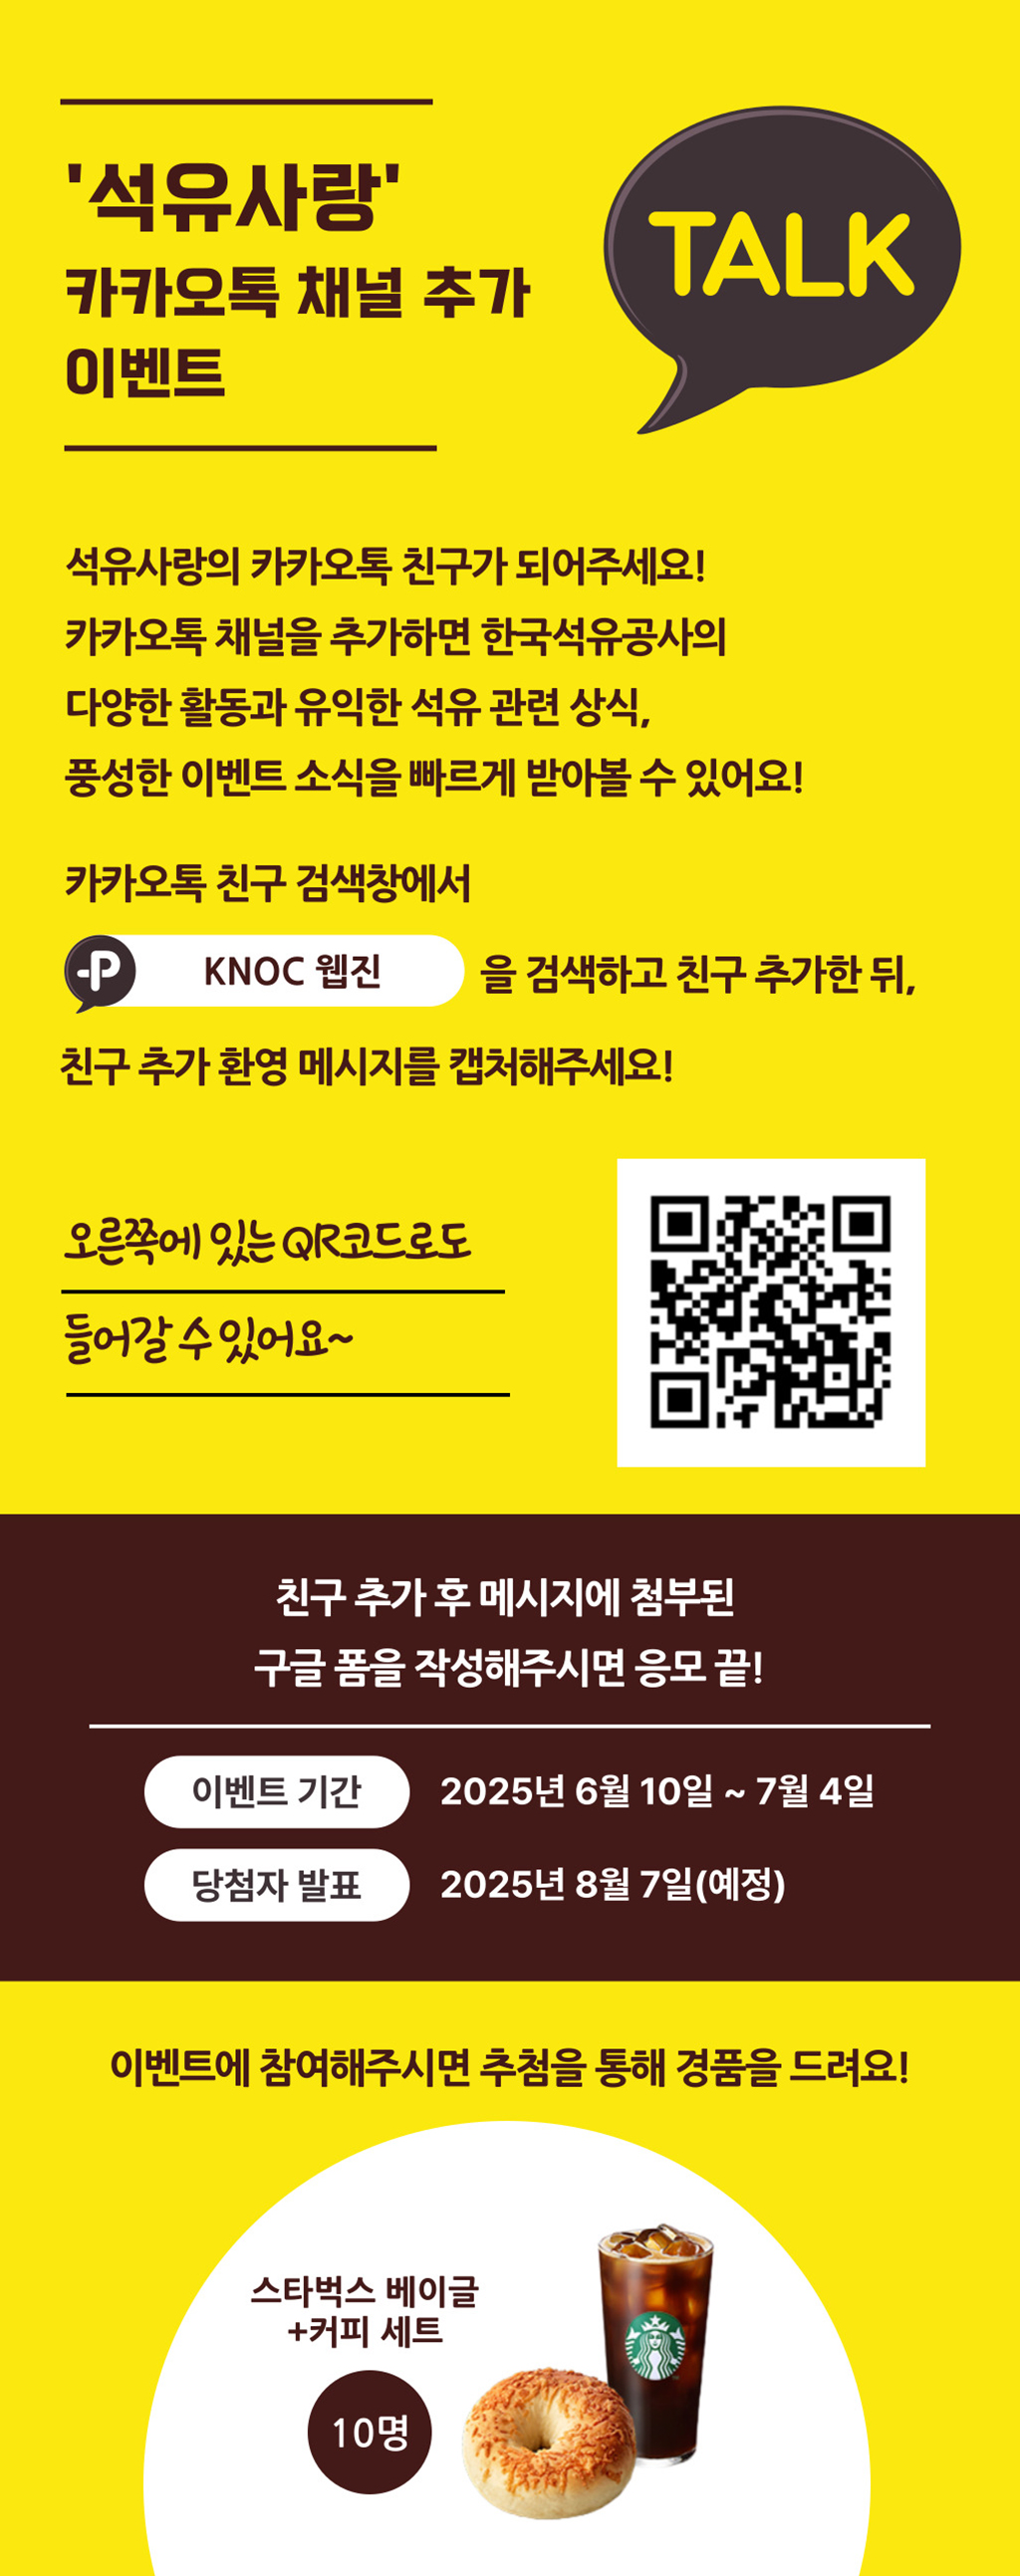 '석유사랑'
카카오톡 채널 추가
이벤트
TALK
석유사랑의 카카오톡 친구가 되어주세요!
카카오톡 채널을 추가하면 한국석유공사의
다양한 활동과 유익한 석유 관련 상식,
풍성한 이벤트 소식을 빠르게 받아볼 수 있어요!
카카오톡 친구 검색창에서
KNOC 웹진 을 검색하고 친구 추가한 뒤,
친구 추가 환영 메시지를 캡처해주세요!
오른쪽에 있는 QR코드로도
들어갈 수 있어요~
친구 추가 후 메시지에 첨부된
구글 폼을 작성해주시면 응모 끝!
이벤트 기간 2025년 6월 10일 ~ 7월 4일
당첨자 발표 2025년 8월 7일(예정)
이벤트에 참여해주시면 추첨을 통해 경품을 드려요!
스타벅스 베이글
+커피 세트
10명